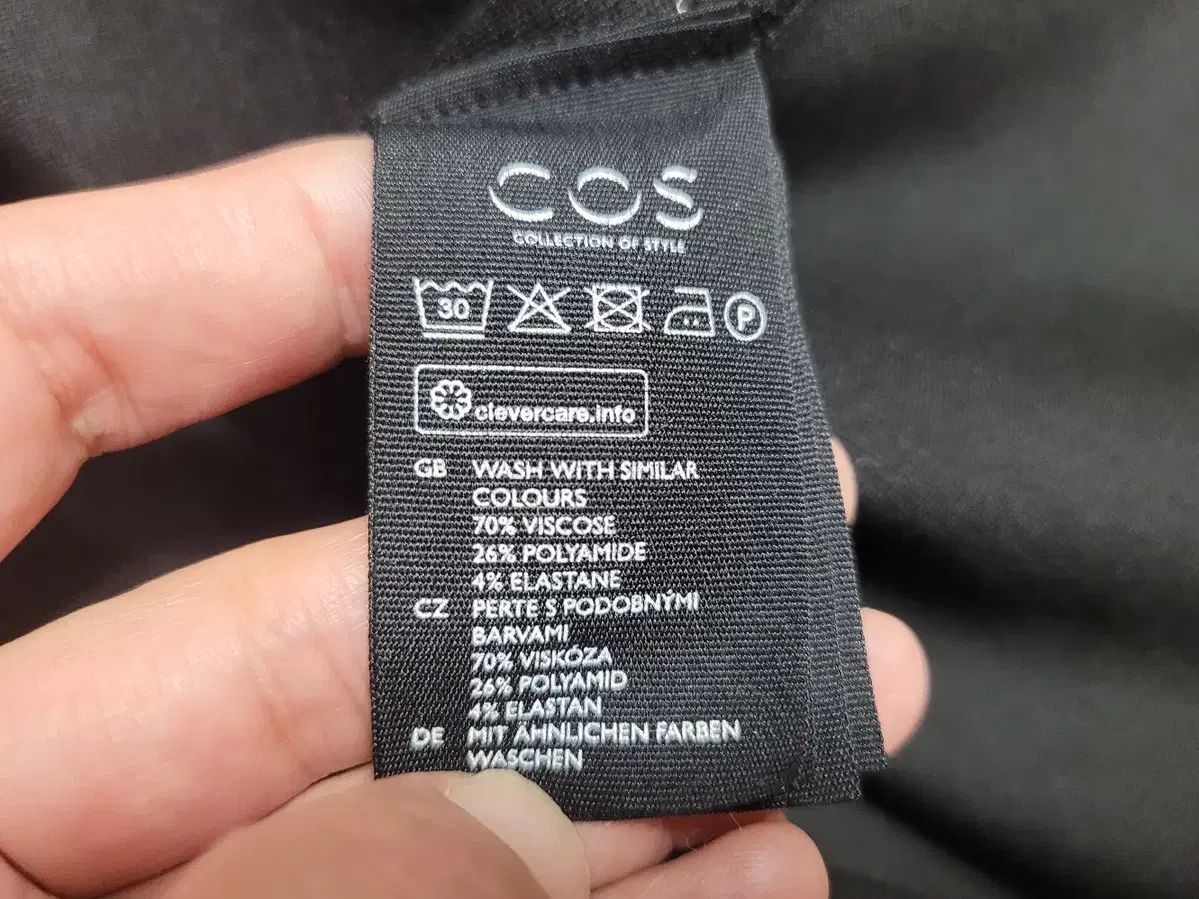 COS
COLLECTION OF STYLE
30 P
clevercare.info
GB WASH WITH SIMILAR
COLOURS
70% VISCOSE
26% POLYAMIDE
4% ELASTANE
CZ PERTE S PODOBNÝMI
BARVAMI
70% VISKÓZA
26% POLYAMID
4% ELASTAN
DE MIT ÄHNLICHEN FARBEN
WASCHEN